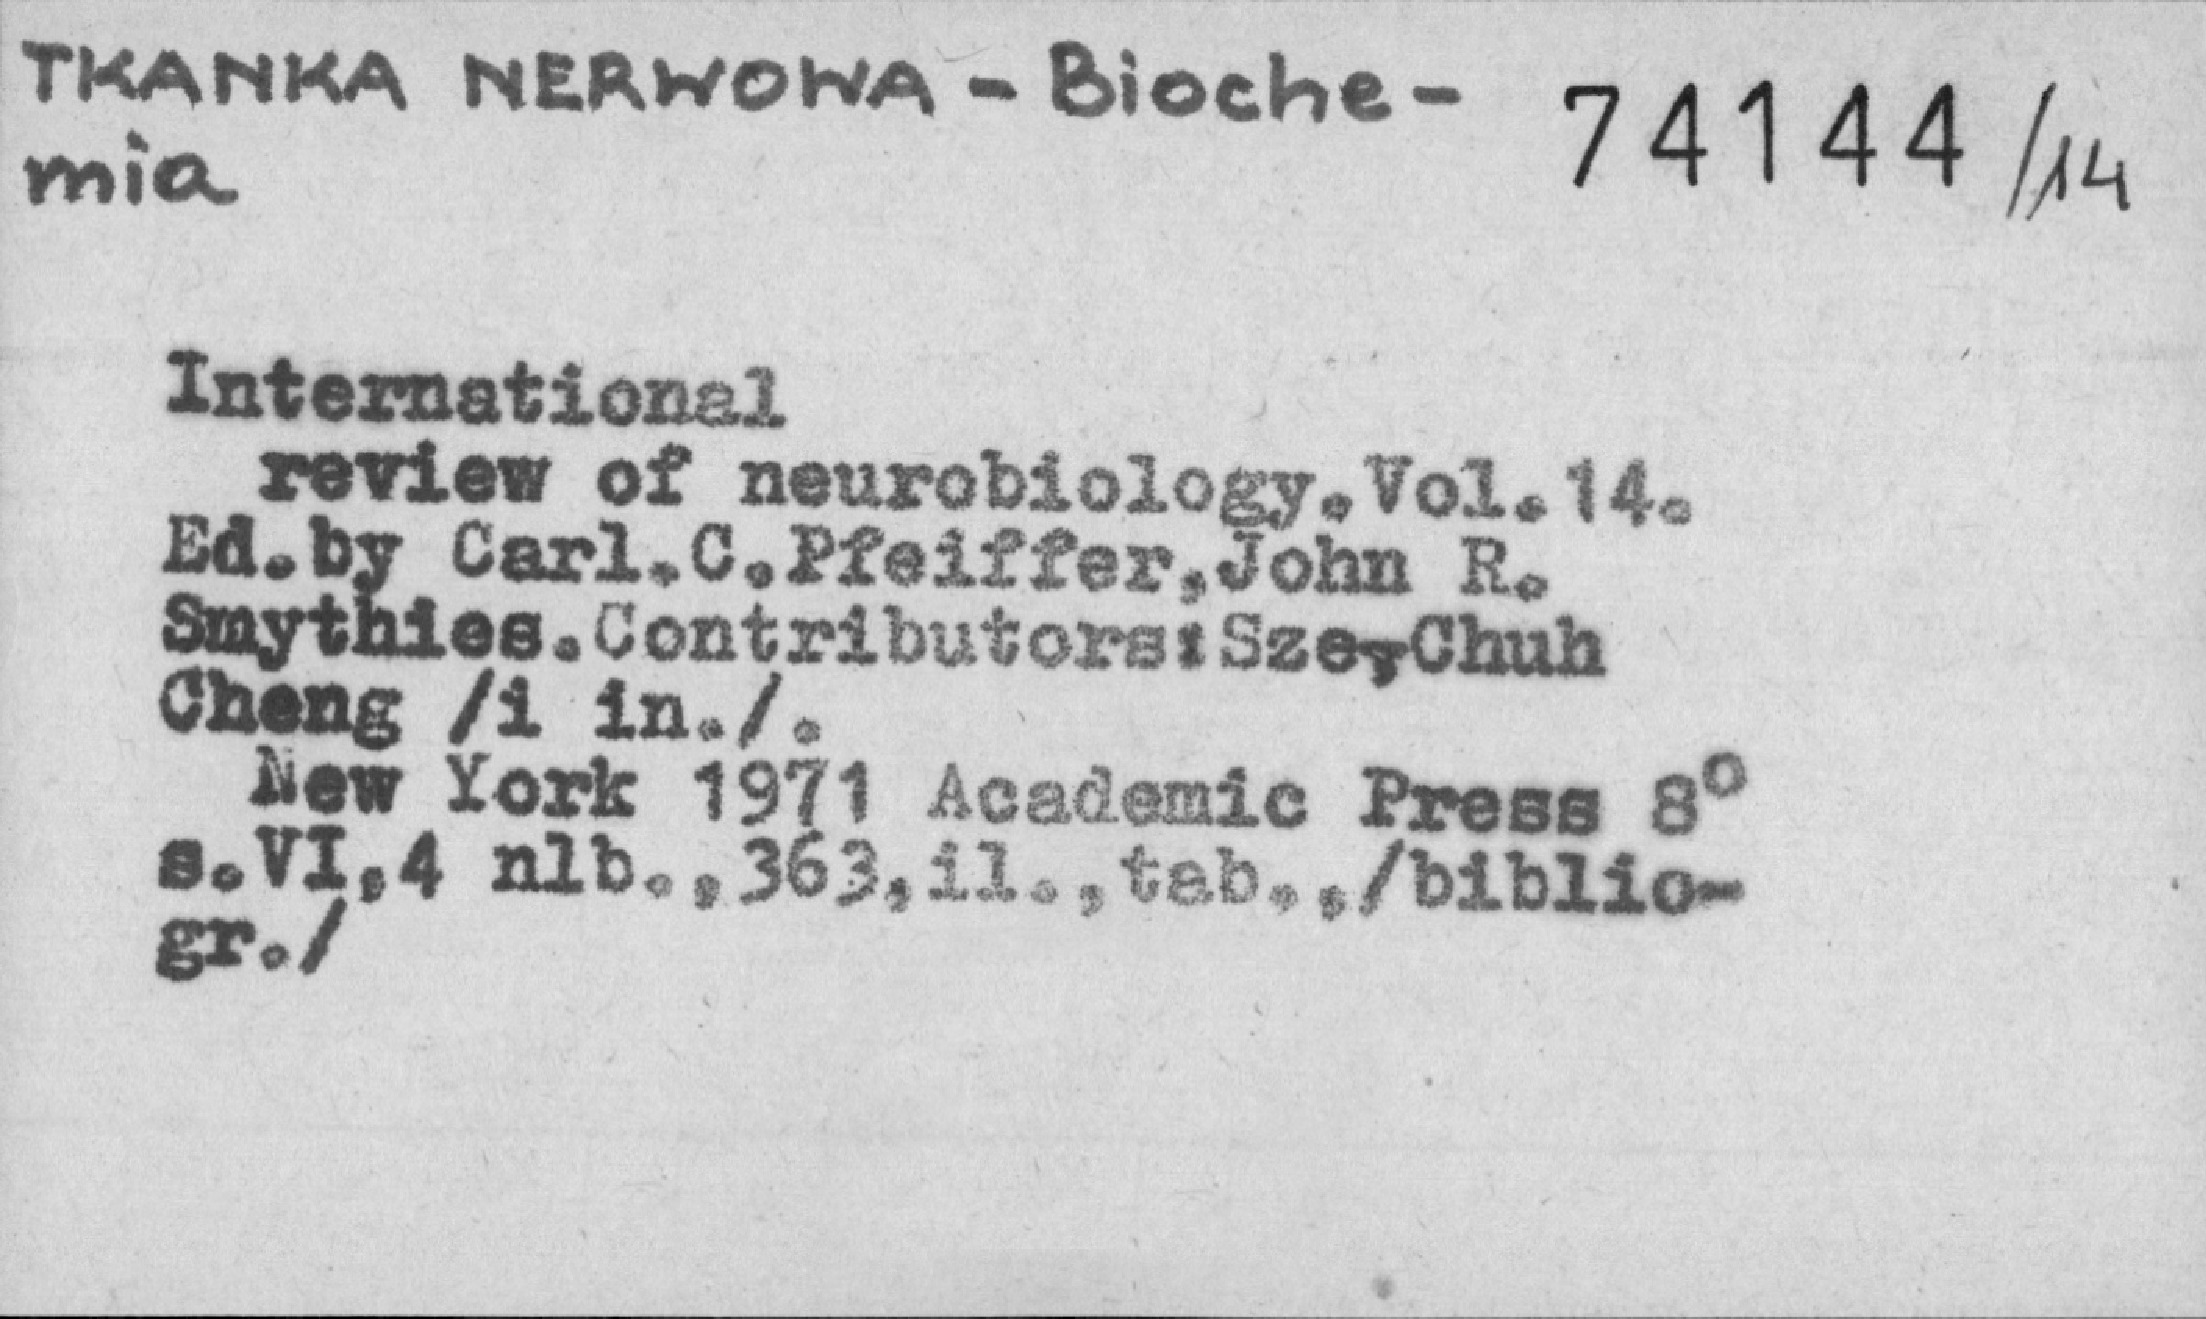 TKANKA NERWOWA - Bioche- 74144/14
mia
International
review of neurobiology.Vol.14.
Ed.by Carl.C.Pfeiffer,John R.
Smythies.Contributors:Sze-Chuh
Cheng /i in./.
New York 1971 Academic Press 8°
s.VI,4 nlb.,363,il.,tab.,/biblio-
gr./